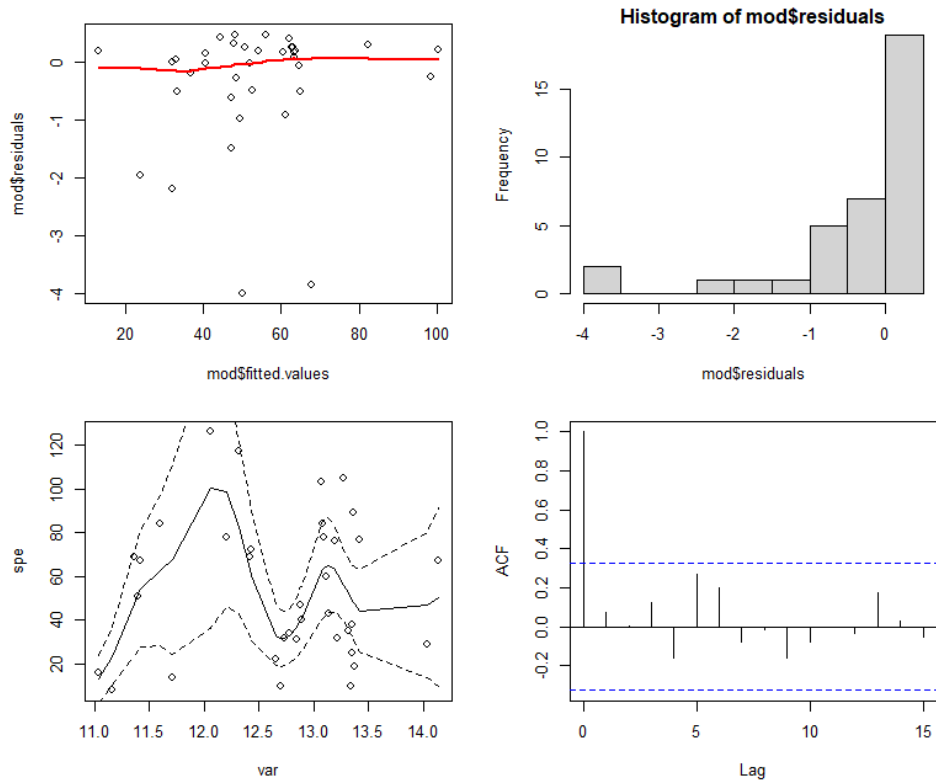 mod$residuals
0
-1
-2
-3
-4
20 40 60 80 100
mod$fitted.values
Histogram of mod$residuals
Frequency
15
10
5
0
-4 -3 -2 -1 0
mod$residuals
spe
120
100
80
60
40
20
0
11.0 11.5 12.0 12.5 13.0 13.5 14.0
var
ACF
1.0
0.8
0.6
0.4
0.2
0.0
-0.2
0 5 10 15
Lag